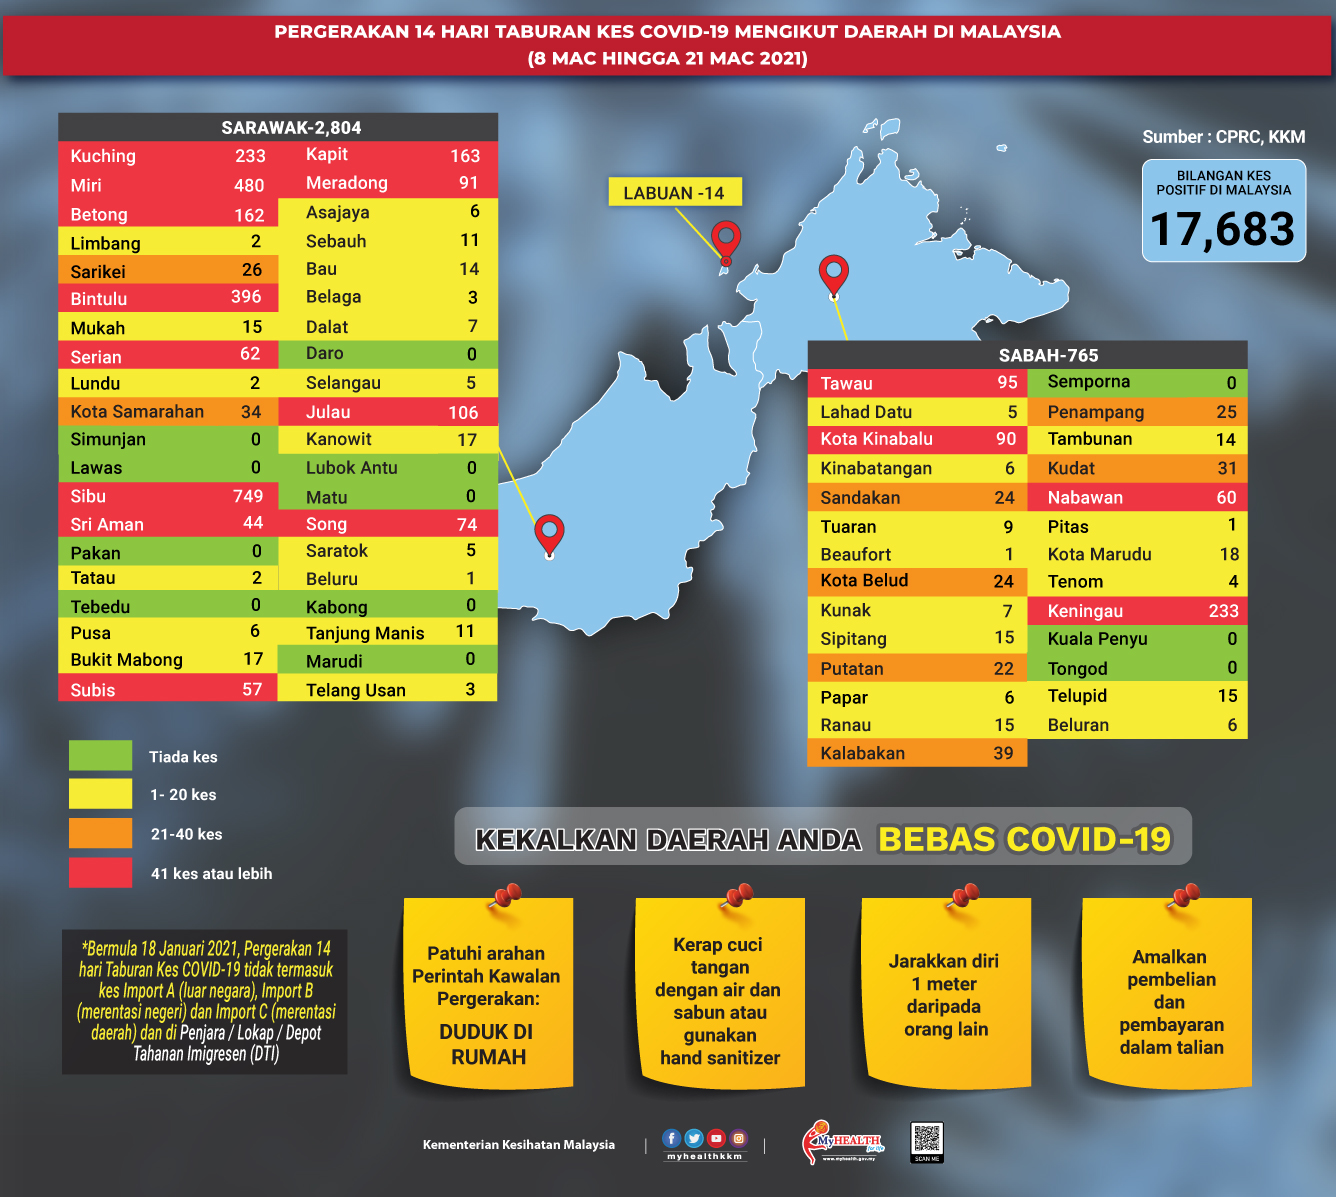 PERGERAKAN 14 HARI TABURAN KES COVID-19 MENGIKUT DAERAH DI MALAYSIA
(8 MAC HINGGA 21 MAC 2021)
Sumber : CPRC, KKM
BILANGAN KES
POSITIF DI MALAYSIA
17,683
LABUAN -14
SARAWAK-2,804
Kuching 233
Miri 480
Betong 162
Limbang 2
Sarikei 26
Bintulu 396
Mukah 15
Serian 62
Lundu 2
Kota Samarahan 34
Simunjan 0
Lawas 0
Sibu 749
Sri Aman 44
Pakan 0
Tatau 2
Tebedu 0
Pusa 6
Bukit Mabong 17
Subis 57
Kapit 163
Meradong 91
Asajaya 6
Sebauh 11
Bau 14
Belaga 3
Dalat 7
Daro 0
Selangau 5
Julau 106
Kanowit 17
Lubok Antu 0
Matu 0
Song 74
Saratok 5
Beluru 1
Kabong 0
Tanjung Manis 11
Marudi 0
Telang Usan 3
SABAH-765
Tawau 95
Lahad Datu 5
Kota Kinabalu 90
Kinabatangan 6
Sandakan 24
Tuaran 9
Beaufort 1
Kota Belud 24
Kunak 7
Sipitang 15
Putatan 22
Papar 6
Ranau 15
Kalabakan 39
Semporna 0
Penampang 25
Tambunan 14
Kudat 31
Nabawan 60
Pitas 1
Kota Marudu 18
Tenom 4
Keningau 233
Kuala Penyu 0
Tongod 0
Telupid 15
Beluran 6
Tiada kes
1- 20 kes
21-40 kes
41 kes atau lebih
*Bermula 18 Januari 2021, Pergerakan 14
hari Taburan Kes COVID-19 tidak termasuk
kes Import A (luar negara), Import B
(merentasi negeri) dan Import C (merentasi
daerah) dan di Penjara / Lokap / Depot
Tahanan Imigresen (DTI)
KEKALKAN DAERAH ANDA BEBAS COVID-19
Patuhi arahan
Perintah Kawalan
Pergerakan:
DUDUK DI
RUMAH
Kerap cuci
tangan
dengan air dan
sabun atau
gunakan
hand sanitizer
Jarakkan diri
1 meter
daripada
orang lain
Amalkan
pembelian
dan
pembayaran
dalam talian
Kementerian Kesihatan Malaysia
myhealthkkm
MyHEALTH
for life
www.myhealth.gov.my
SCAN ME